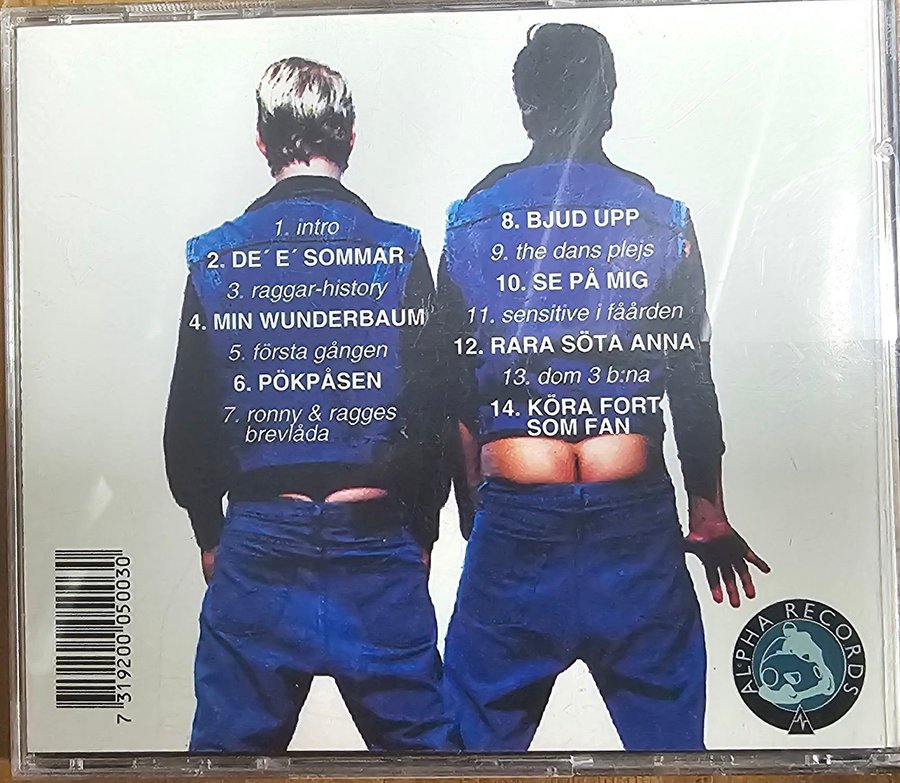 1. intro
2. DE´ E´ SOMMAR
3. raggar-history
4. MIN WUNDERBAUM
5. första gången
6. PÖKPÅSEN
7. ronny & ragges
brevlåda
8. BJUD UPP
9. the dans plejs
10. SE PÅ MIG
11. sensitive i fåården
12. RARA SÖTA ANNA
13. dom 3 b:na
14. KÖRA FORT
SOM FAN
7 319200 050030
ALPHA RECORDS